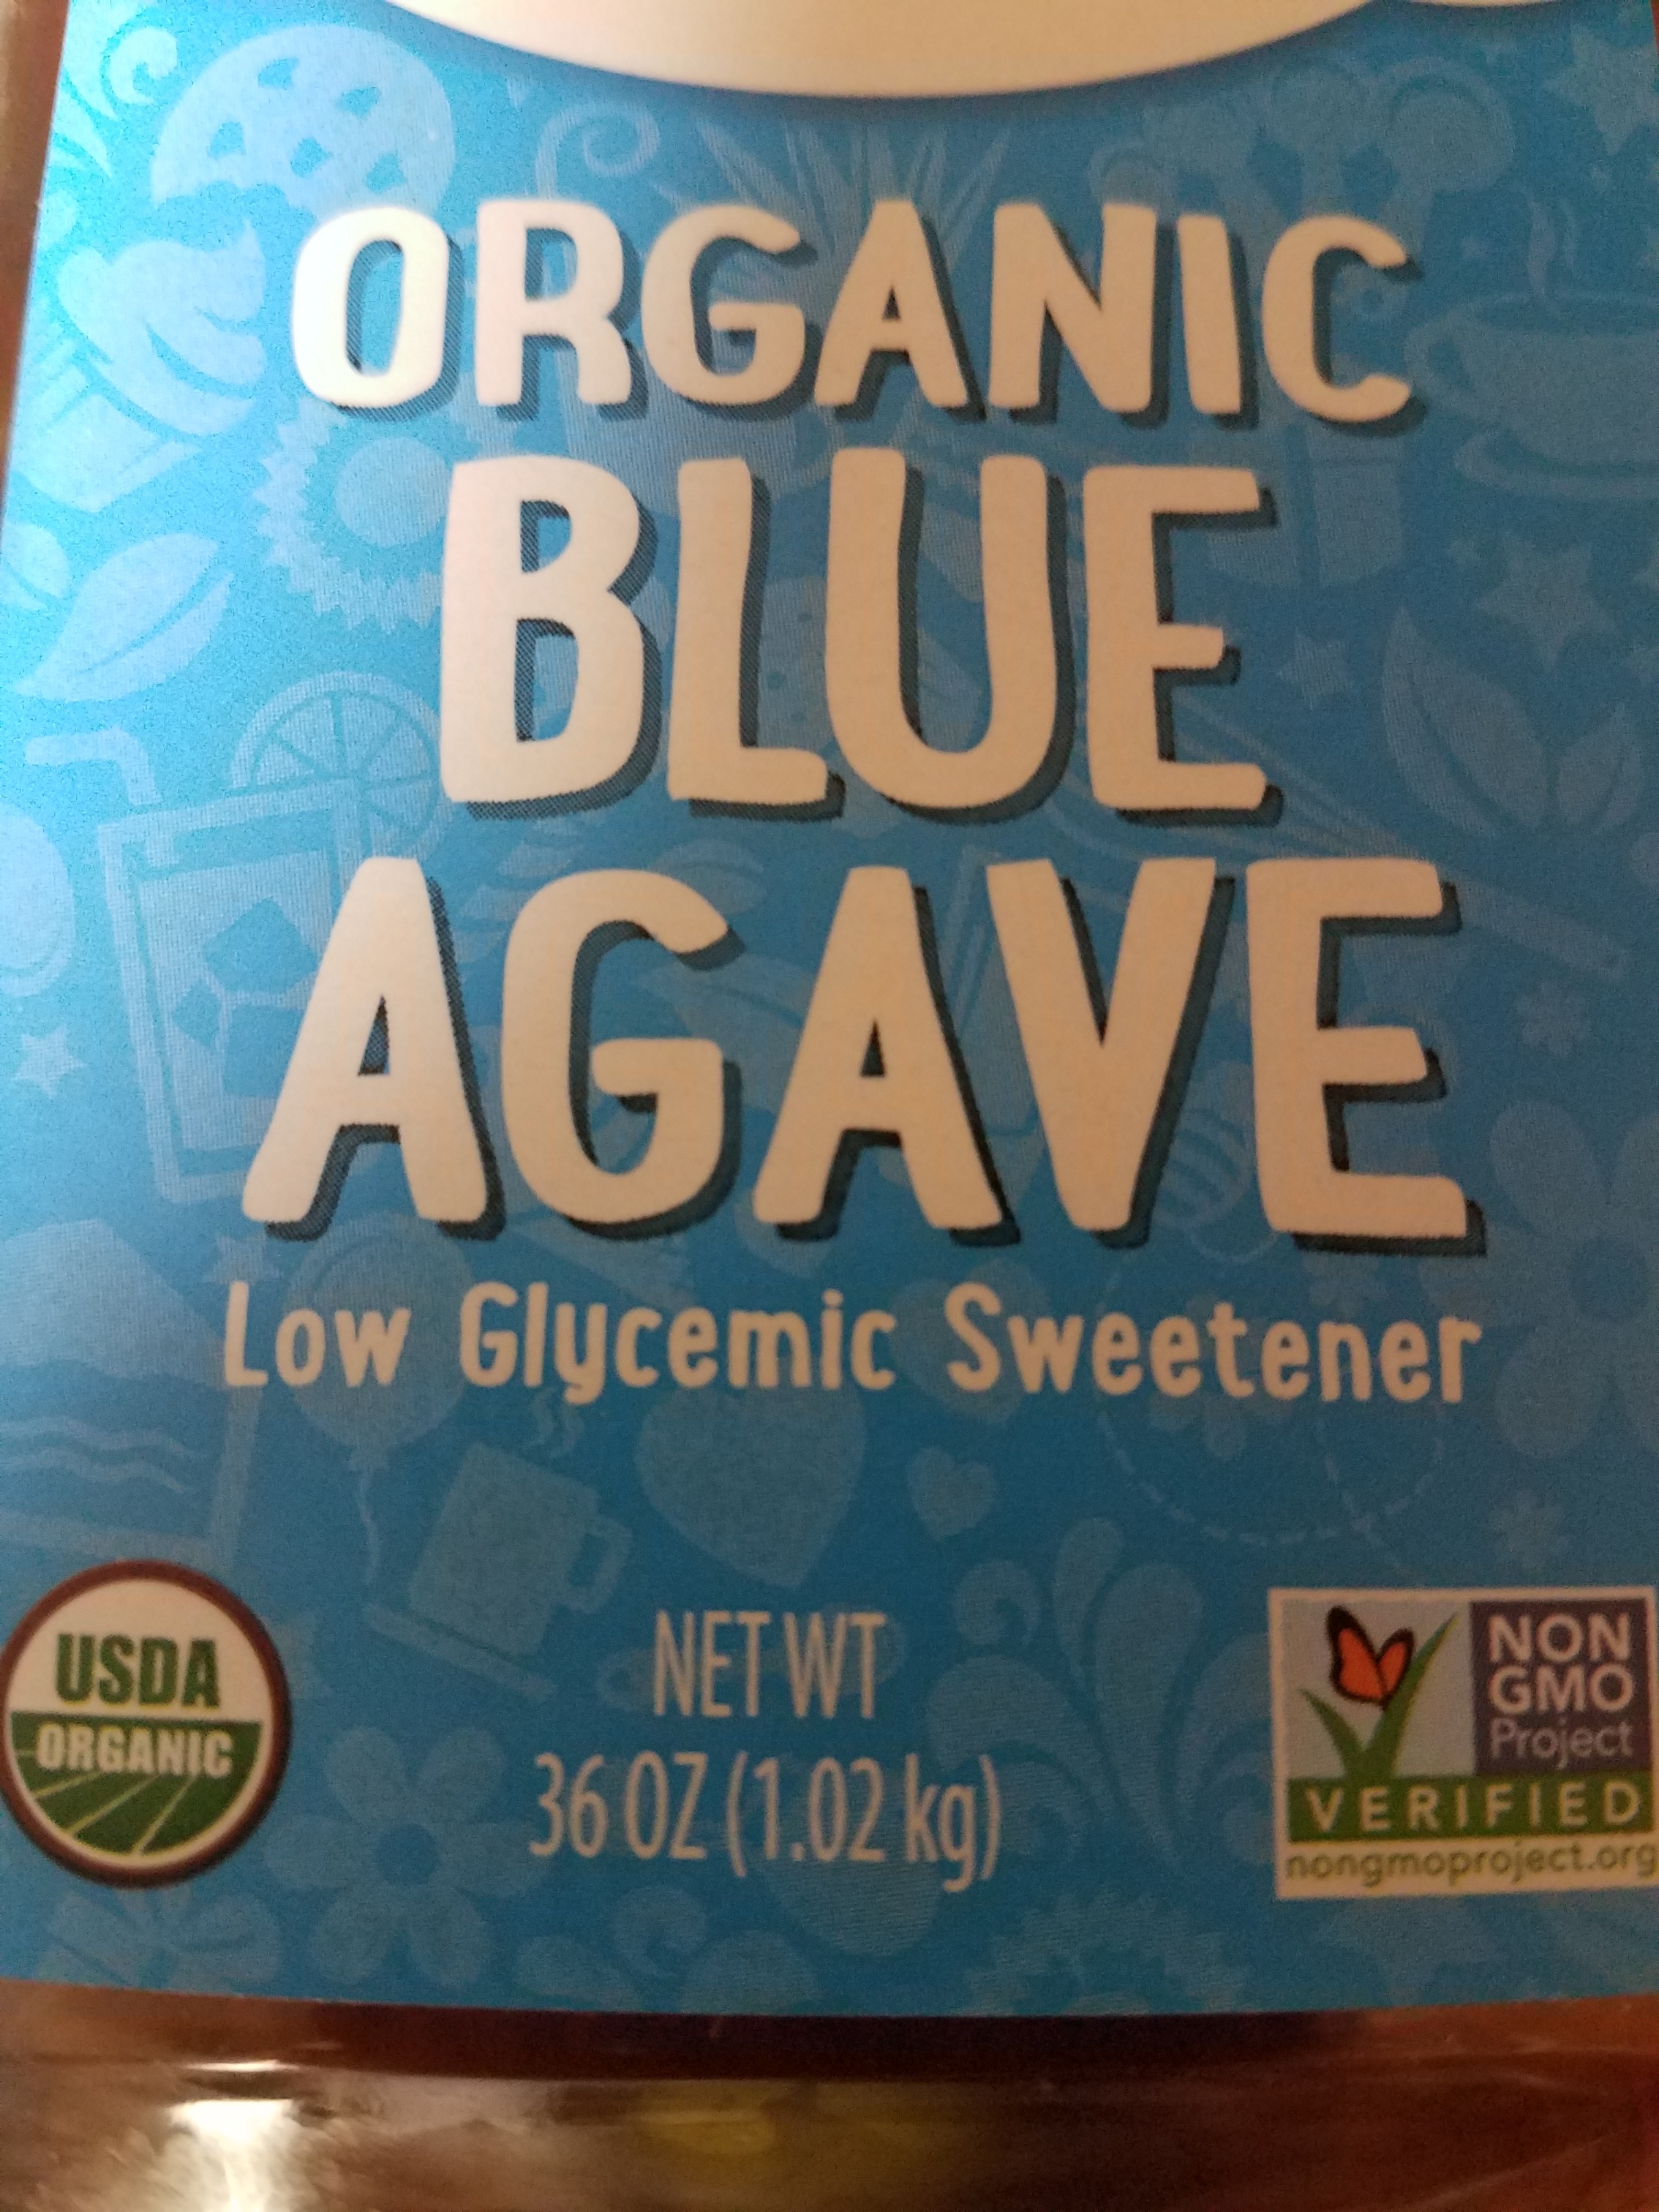 ORGANIC
BLUE
AGAVE
Low Glycemic Sweetener
USDA
ORGANIC
NET WT
36 OZ (1.02 kg)
NON
GMO
Project
VERIFIED
nongmoproject.org